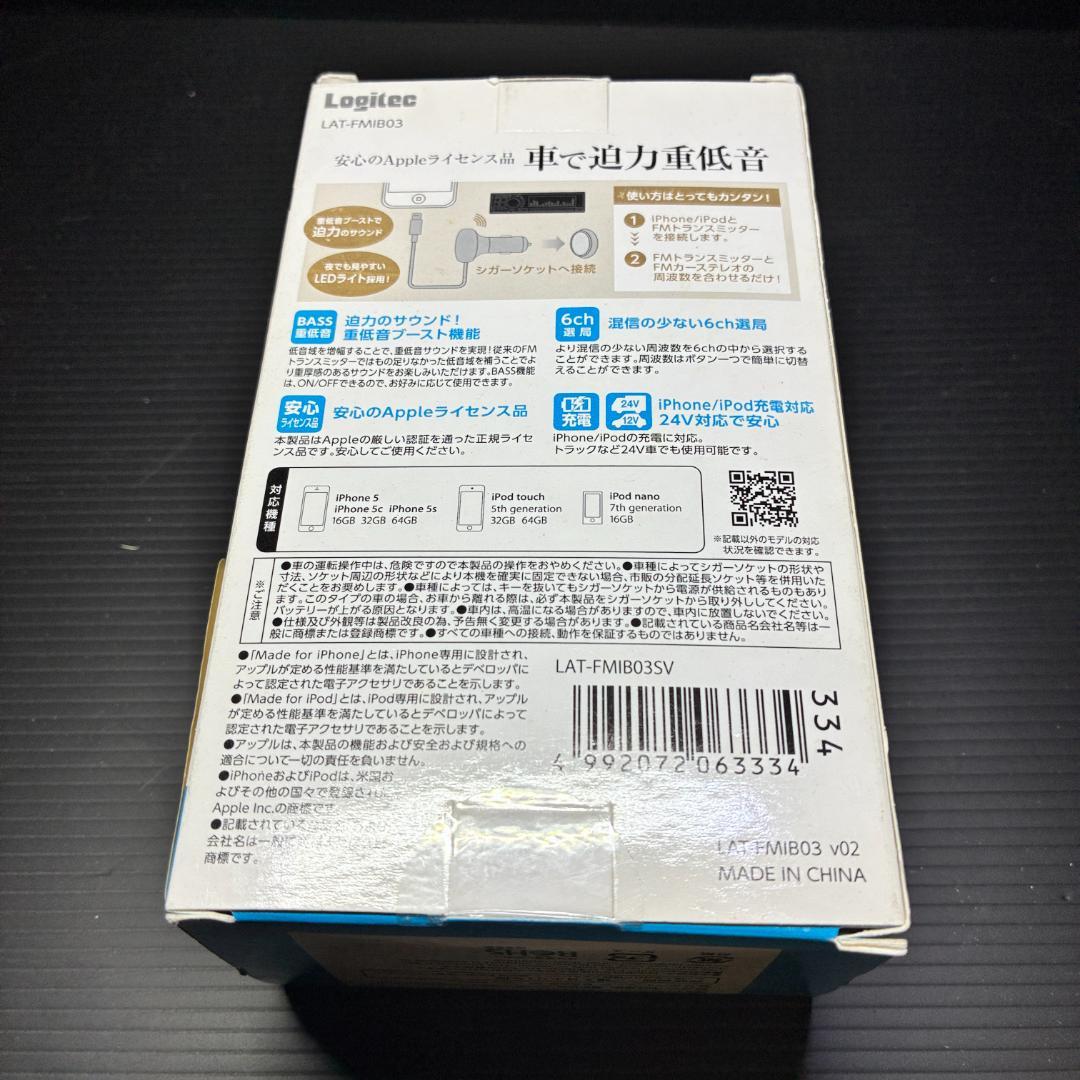 Logitec
LAT-FMIB03
安心のAppleライセンス品 車で迫力重低音
重低音ブーストで
迫力のサウンド
夜でも見やすい
LEDライト採用!
シガーソケットへ接続
使い方はとってもカンタン!
1 iPhone/iPodと
FMトランスミッター
を接続します。
2 FMトランスミッターと
FMカーステレオの
周波数を合わせるだけ!
BASS
重低音
迫力のサウンド!
重低音ブースト機能
低音域を増幅することで、重低音サウンドを実現!従来のFM
トランスミッターではもの足りなかった低音域を補うことでよ
り重厚感のあるサウンドをお楽しみいただけます。BASS機能
は、ON/OFFできるので、お好みに応じて使用できます。
6ch
選局
混信の少ない6ch選局
より混信の少ない周波数を6chの中から選択する
ことができます。周波数はボタン一つで簡単に切替
えることができます。
安心
ライセンス品
安心のAppleライセンス品
本製品はAppleの厳しい認証を通った正規ライセ
ンス品です。安心してご使用ください。
充電
24V
12V
iPhone/iPod充電対応
24V対応で安心
iPhone/iPodの充電に対応。
トラックなど24V車でも使用可能です。
対応機種
iPhone 5
iPhone 5c iPhone 5s
16GB 32GB 64GB
iPod touch
5th generation
32GB 64GB
iPod nano
7th generation
16GB
※記載以外のモデルの対応
状況を確認できます。
※ご注意
●車の運転操作中は、危険ですので本製品の操作をおやめください。●車種によってシガーソケットの形状や
寸法、ソケット周辺の形状などにより本機を確実に固定できない場合、市販の分配延長ソケット等を併用いた
だくことをお奨めします。●車種によっては、キーを抜いてもシガーソケットから電源が供給されるものもあり
ます。このタイプの車の場合、お車から離れる際は、必ず本製品をシガーソケットから取り外ししてください。
バッテリーが上がる原因となります。●車内は、高温になる場合がありますので、車内に放置しないでください。
●仕様及び外観等は製品改良の為、予告無く変更する場合があります。●記載されている商品名会社名等は一
般に商標または登録商標です。●すべての車種への接続、動作を保証するものではありません。
●「Made for iPhone」とは、iPhone専用に設計され、
アップルが定める性能基準を満たしているとデベロッパに
よって認定された電子アクセサリであることを示します。
●「Made for iPod」とは、iPod専用に設計され、アップル
が定める性能基準を満たしているとデベロッパによって
認定された電子アクセサリであることを示します。
●アップルは、本製品の機能および安全および規格への
適合について一切の責任を負いません。
●iPhoneおよびiPodは、米国お
よびその他の国々で登録され
Apple Inc.の商標です
●記載されている
会社名は一般
商標です。
LAT-FMIB03SV
4 992072 063334
334
LAT-FMIB03 v02
MADE IN CHINA
RoHS